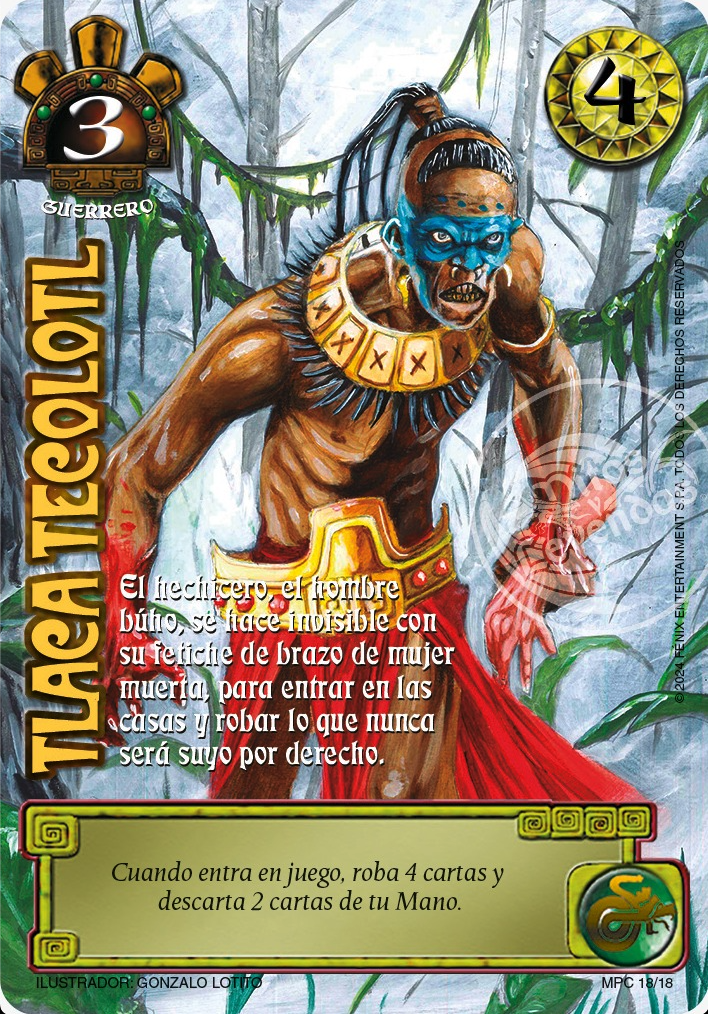 3
4
GUERRERO
TLACA TECOLOTL
El hechicero, el hombre
búho, se hace invisible con
su fetiche de brazo de mujer
muerta, para entrar en las
casas y robar lo que nunca
será suyo por derecho.
©2024 FÉNIX ENTERTAINMENT S.P.A. TODOS LOS DERECHOS RESERVADOS
mitos
y
leyendas
Cuando entra en juego, roba 4 cartas y
descarta 2 cartas de tu Mano.
ILUSTRADOR: GONZALO LOTITO
MPC 18/18